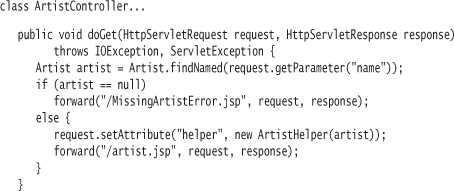 class ArtistController...
public void doGet(HttpServletRequest request, HttpServletResponse response)
throws IOException, ServletException {
Artist artist = Artist.findNamed(request.getParameter("name"));
if (artist == null)
forward("/MissingArtistError.jsp", request, response);
else {
request.setAttribute("helper", new ArtistHelper(artist));
forward("/artist.jsp", request, response);
}
}